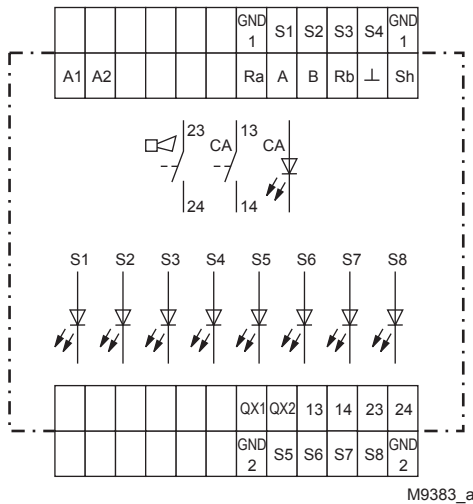 GND 1 S1 S2 S3 S4 GND 1
A1 A2 Ra A B Rb ⊥ Sh
23 13
CA CA
24 14
S1 S2 S3 S4 S5 S6 S7 S8
QX1 QX2 13 14 23 24
GND 2 S5 S6 S7 S8 GND 2
M9383_a